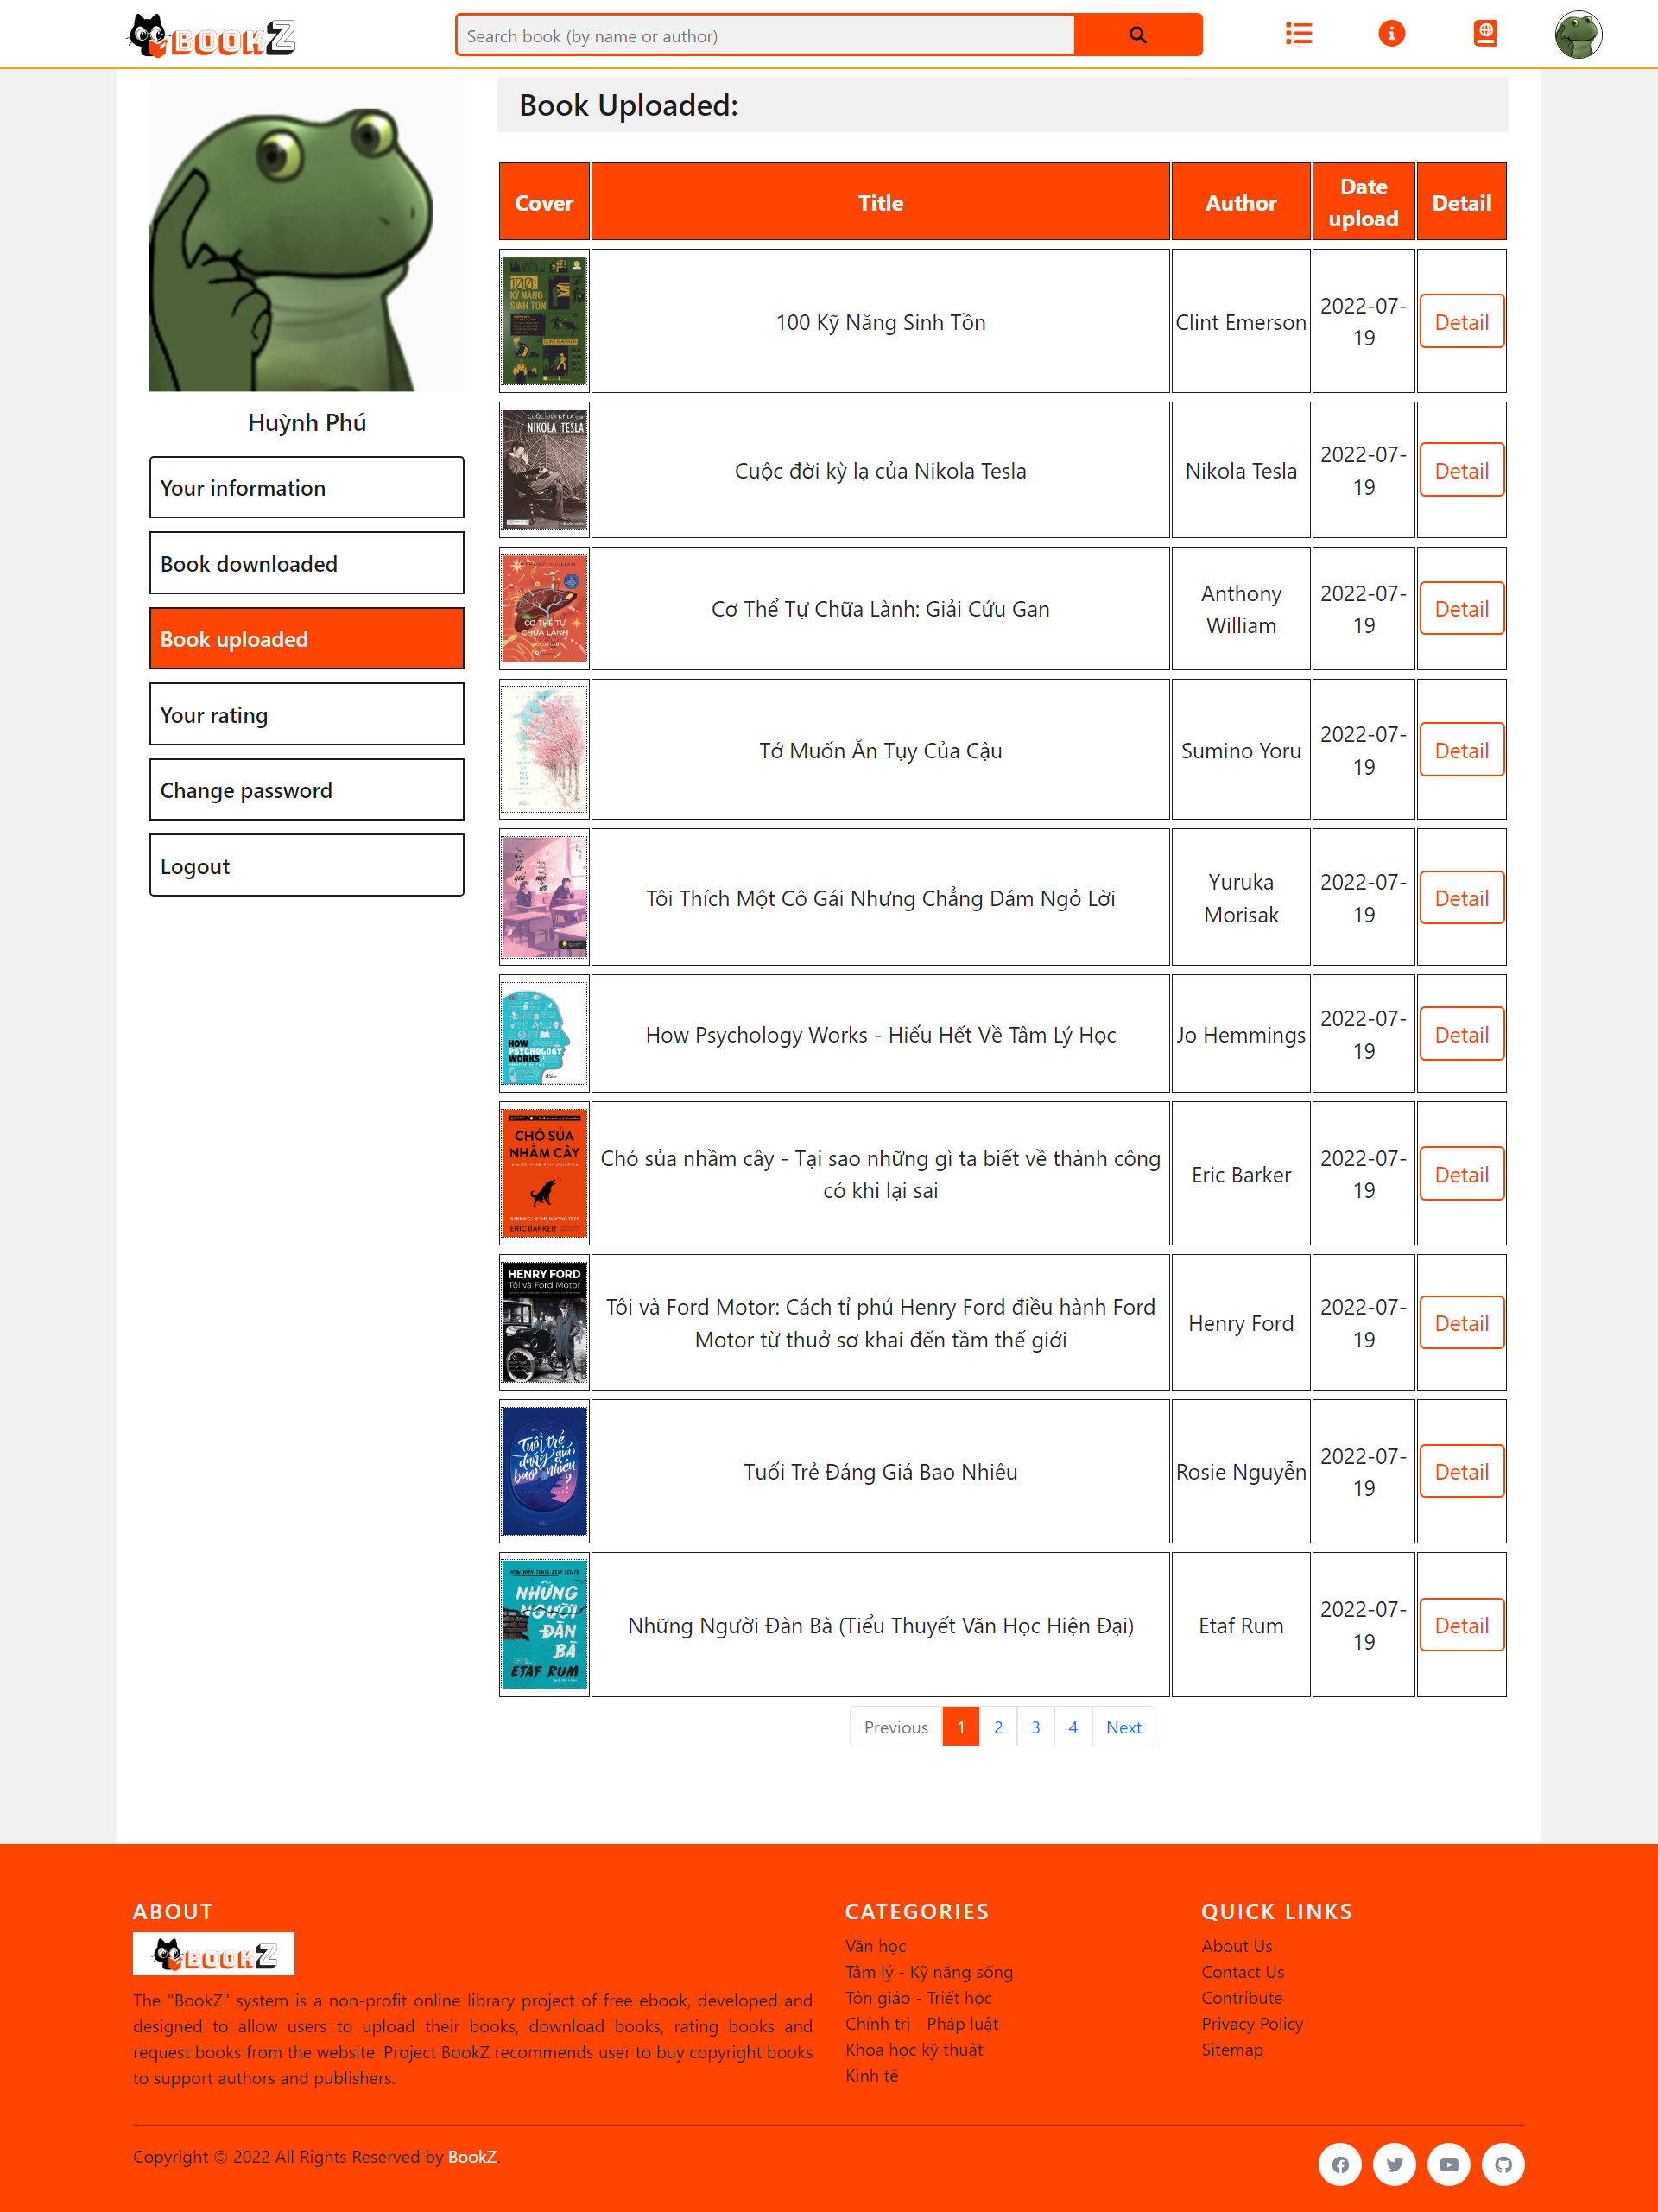 BOOKZ
Search book (by name or author)
Book Uploaded:
Huỳnh Phú
Your information
Book downloaded
Book uploaded
Your rating
Change password
Logout
Cover Title Author Date upload Detail
100 KỸ NĂNG SINH TỒN
CLINT EMERSON
100 Kỹ Năng Sinh Tồn Clint Emerson 2022-07-19 Detail
CUỘC ĐỜI KỲ LẠ của
NIKOLA TESLA
Cuộc đời kỳ lạ của Nikola Tesla Nikola Tesla 2022-07-19 Detail
CƠ THỂ TỰ
CHỮA LÀNH
Cơ Thể Tự Chữa Lành: Giải Cứu Gan Anthony William 2022-07-19 Detail
Tớ Muốn Ăn Tụy Của Cậu Sumino Yoru 2022-07-19 Detail
Tôi Thích Một Cô Gái Nhưng Chẳng Dám Ngỏ Lời Yuruka Morisak 2022-07-19 Detail
HOW
PSYCHOLOGY
WORKS
How Psychology Works - Hiểu Hết Về Tâm Lý Học Jo Hemmings 2022-07-19 Detail
CHÓ SỦA
NHẦM CÂY
BARKING UP THE WRONG TREE
ERIC BARKER
Chó sủa nhầm cây - Tại sao những gì ta biết về thành công có khi lại sai Eric Barker 2022-07-19 Detail
HENRY FORD
Tôi và Ford Motor
Tôi và Ford Motor: Cách tỉ phú Henry Ford điều hành Ford Motor từ thuở sơ khai đến tầm thế giới Henry Ford 2022-07-19 Detail
Tuổi trẻ
đáng giá
bao nhiêu?
Tuổi Trẻ Đáng Giá Bao Nhiêu Rosie Nguyễn 2022-07-19 Detail
NEW YORK TIMES BEST SELLER
NHỮNG
NGƯỜI
ĐÀN
BÀ
ETAF RUM
Những Người Đàn Bà (Tiểu Thuyết Văn Học Hiện Đại) Etaf Rum 2022-07-19 Detail
Previous 1 2 3 4 Next
ABOUT
BOOKZ
The "BookZ" system is a non-profit online library project of free ebook, developed and
designed to allow users to upload their books, download books, rating books and
request books from the website. Project BookZ recommends user to buy copyright books
to support authors and publishers.
CATEGORIES
Văn học
Tâm lý - Kỹ năng sống
Tôn giáo - Triết học
Chính trị - Pháp luật
Khoa học kỹ thuật
Kinh tế
QUICK LINKS
About Us
Contact Us
Contribute
Privacy Policy
Sitemap
Copyright © 2022 All Rights Reserved by BookZ.